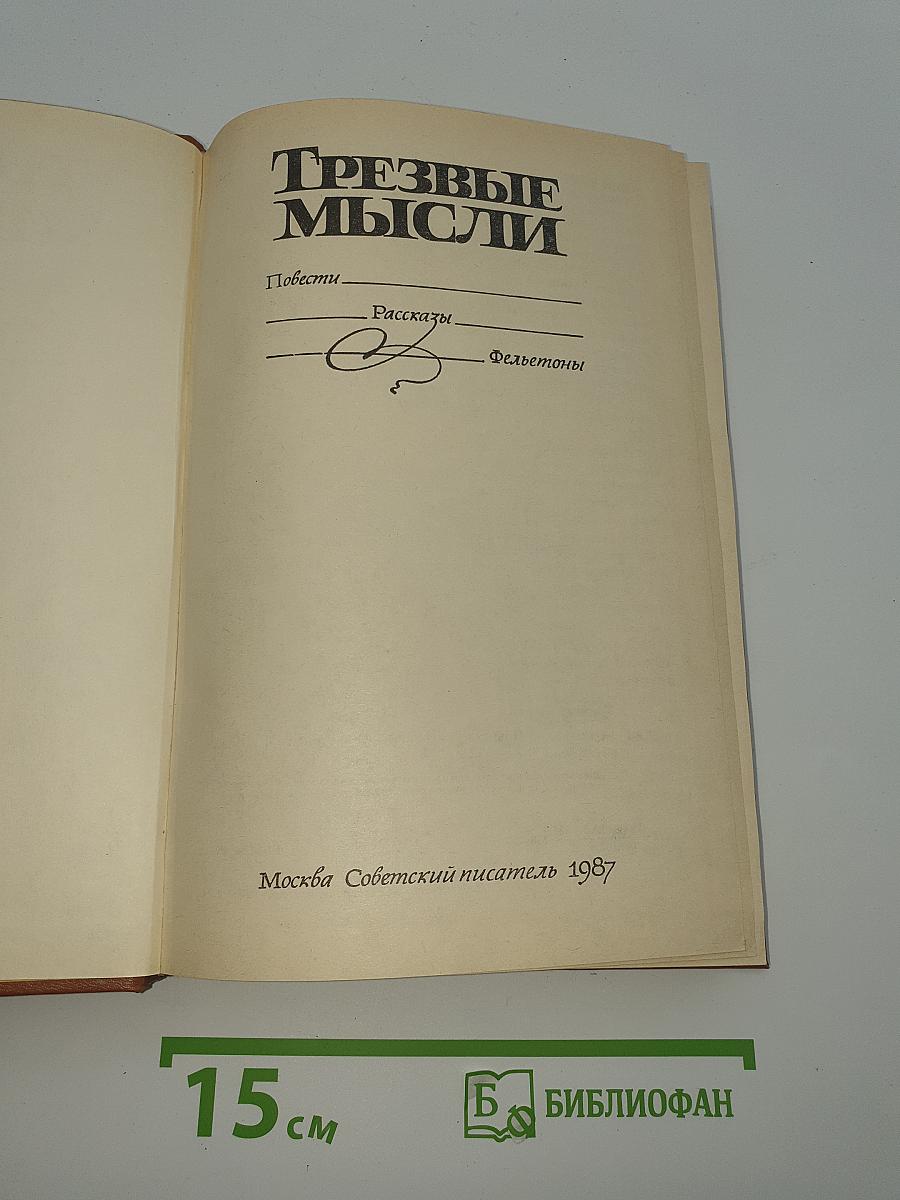 ТРЕЗВЫЕ
МЫСЛИ
Повести
Рассказы
Фельетоны
Москва Советский писатель 1987
15 см
Б Ф БИБЛИОФАН